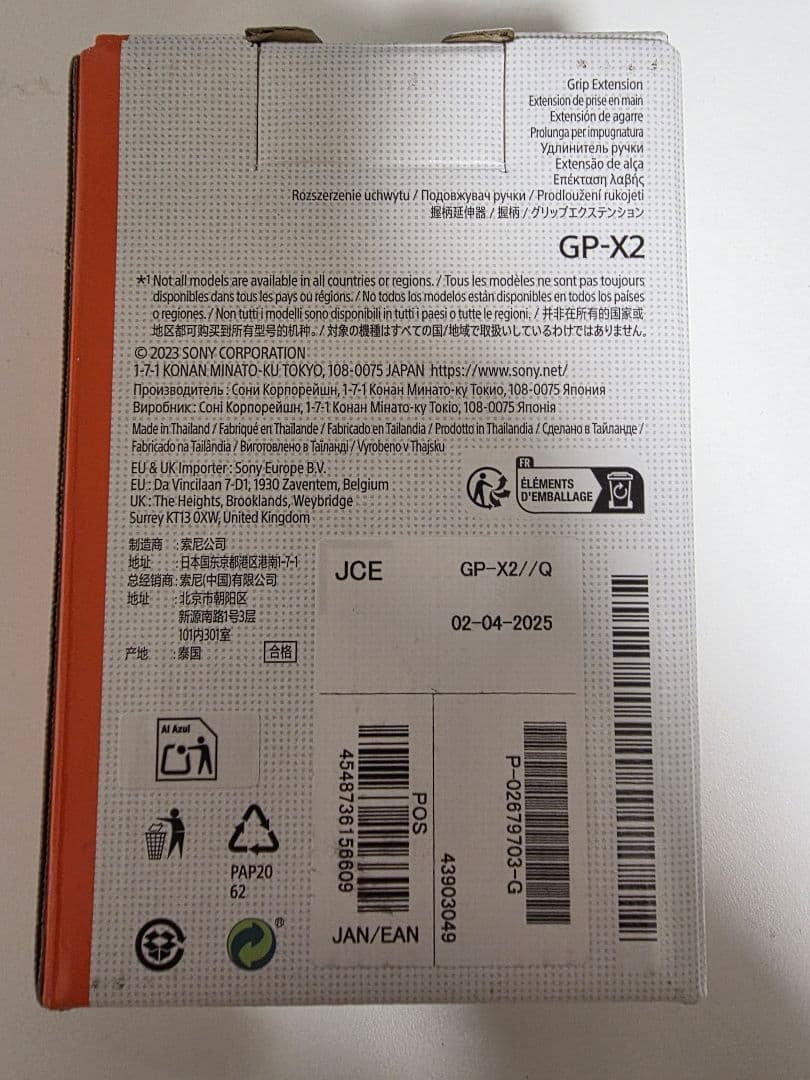 Grip Extension
Extension de prise en main
Extensión de agarre
Prolunga per impugnatura
Удлинитель ручки
Extensão de alça
Επέκταση λαβής
Rozszerzenie uchwytu / Подовжувач ручки / Prodloužení rukojeti
握柄延伸器 / 握柄 / グリップエクステンション
GP-X2
*1 Not all models are available in all countries or regions. / Tous les modèles ne sont pas toujours
disponibles dans tous les pays ou régions. / No todos los modelos están disponibles en todos los países
o regiones. / Non tutti i modelli sono disponibili in tutti i paesi o tutte le regioni. / 并非在所有的国家或
地区都可购买到所有型号的机种。/ 対象の機種はすべての国/地域で取扱いしているわけではありません。
© 2023 SONY CORPORATION
1-7-1 KONAN MINATO-KU TOKYO, 108-0075 JAPAN https://www.sony.net/
Производитель : Сони Корпорейшн, 1-7-1 Конан Минато-ку Токио, 108-0075 Япония
Виробник : Соні Корпорейшн, 1-7-1 Конан Мінато-ку Токіо, 108-0075 Японія
Made in Thailand / Fabriqué en Thaïlande / Fabricado en Tailandia / Prodotto in Thailandia / Сделано в Тайланде /
Fabricado na Tailândia / Виготовлено в Таїланді / Vyrobeno v Thajsku
EU & UK Importer : Sony Europe B.V.
EU : Da Vincilaan 7-D1, 1930 Zaventem, Belgium
UK : The Heights, Brooklands, Weybridge
Surrey KT13 0XW, United Kingdom
FR
ÉLÉMENTS
D'EMBALLAGE
制造商 : 索尼公司
地址 : 日本国东京都港区港南1-7-1
总经销商 : 索尼(中国)有限公司
地址 : 北京市朝阳区
新源南路1号3层
101内301室
产地 : 泰国
合格
JCE
GP-X2//Q
02-04-2025
Al Azul
PAP20
62
®
4548736156609
POS
JAN/EAN
43903049
P-02679703-G